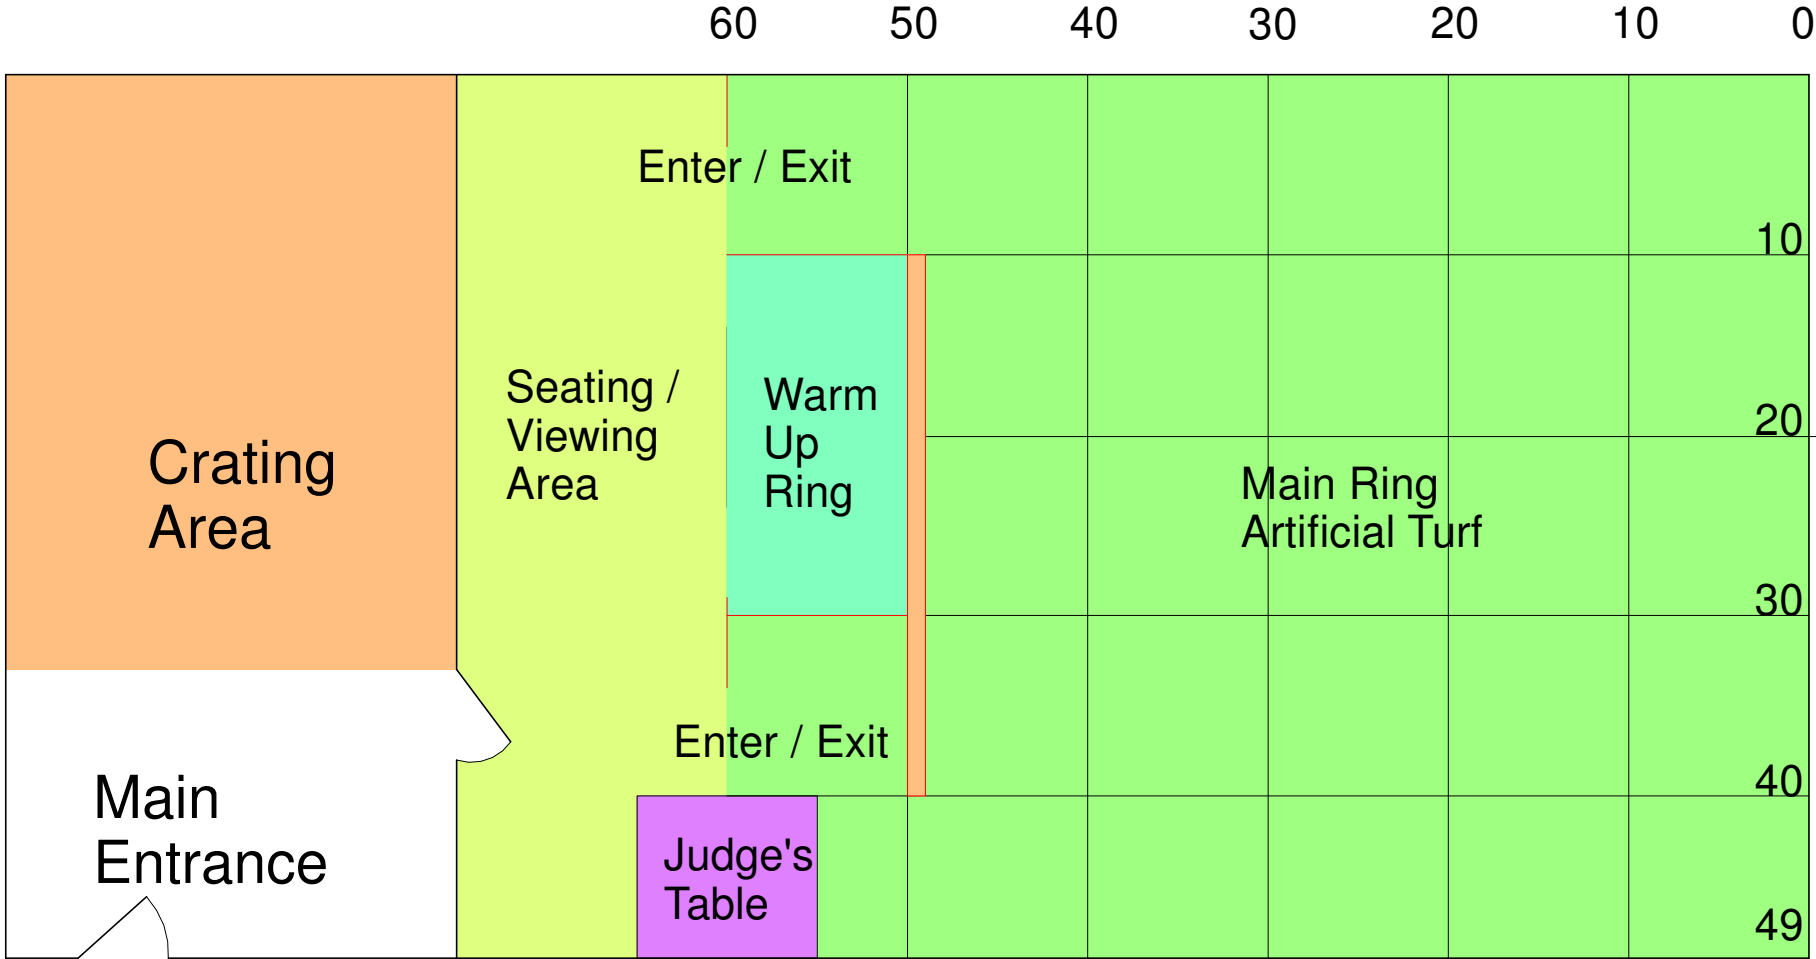 60 50 40 30 20 10 0
Enter / Exit
10
Seating /
Viewing
Area
Warm
Up
Ring
20
Crating
Area
Main Ring
Artificial Turf
30
Enter / Exit
40
Main
Entrance
Judge's
Table
49